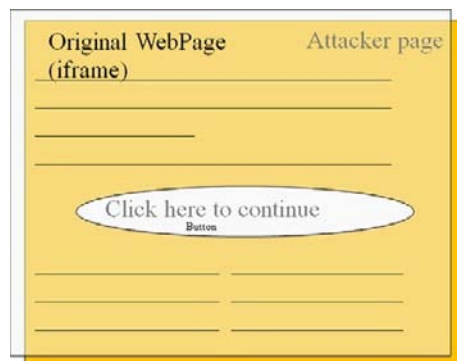 Original WebPage
(iframe)
Attacker page
Click here to continue
Button